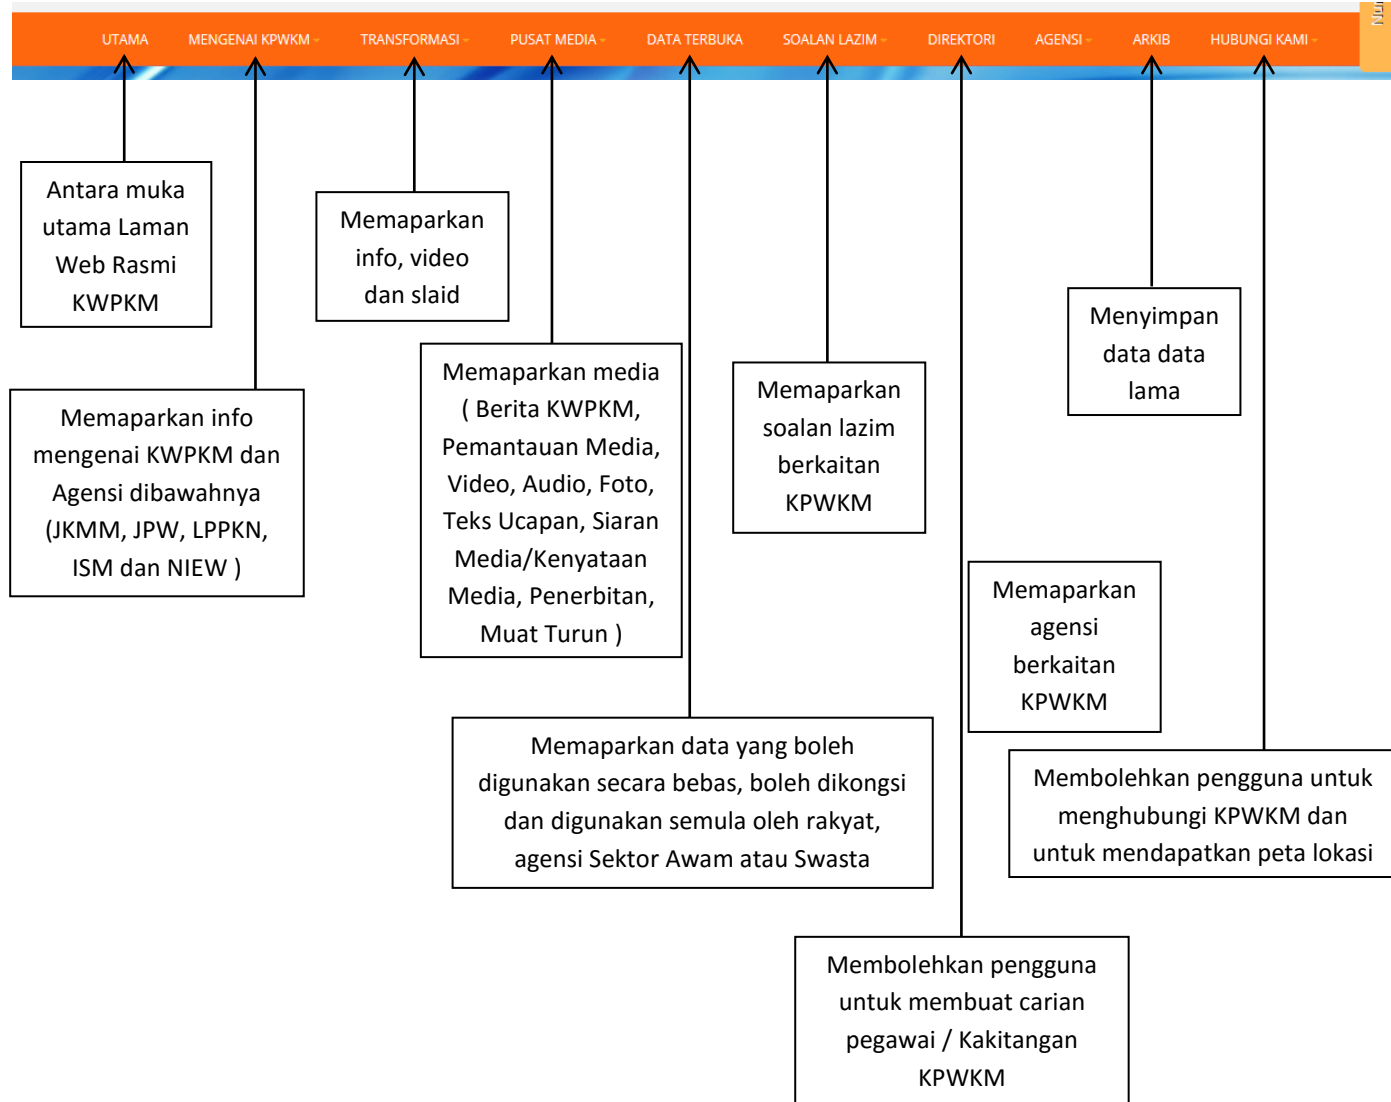 UTAMA MENGENAI KPWKM TRANSFORMASI PUSAT MEDIA DATA TERBUKA SOALAN LAZIM DIREKTORI AGENSI ARKIB HUBUNGI KAMI
Antara muka
utama Laman
Web Rasmi
KWPKM
Memaparkan info
mengenai KWPKM dan
Agensi dibawahnya
(JKMM, JPW, LPPKN,
ISM dan NIEW )
Memaparkan
info, video
dan slaid
Memaparkan media
( Berita KWPKM,
Pemantauan Media,
Video, Audio, Foto,
Teks Ucapan, Siaran
Media/Kenyataan
Media, Penerbitan,
Muat Turun )
Memaparkan data yang boleh
digunakan secara bebas, boleh dikongsi
dan digunakan semula oleh rakyat,
agensi Sektor Awam atau Swasta
Memaparkan
soalan lazim
berkaitan
KPWKM
Membolehkan pengguna
untuk membuat carian
pegawai / Kakitangan
KPWKM
Memaparkan
agensi
berkaitan
KPWKM
Menyimpan
data data
lama
Membolehkan pengguna untuk
menghubungi KPWKM dan
untuk mendapatkan peta lokasi